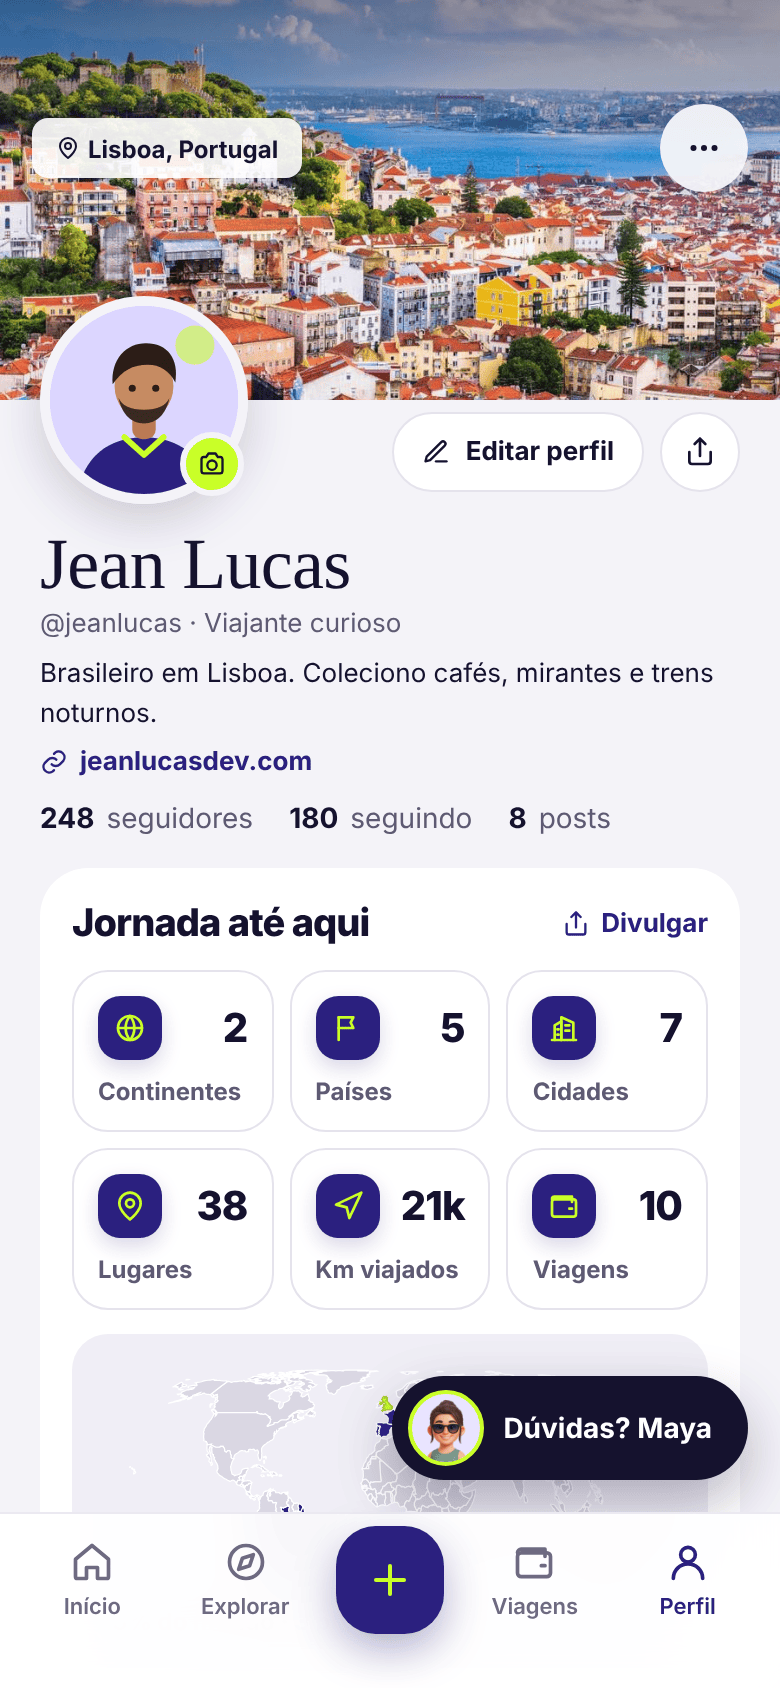 Lisboa, Portugal
Editar perfil
Jean Lucas
@jeanlucas · Viajante curioso
Brasileiro em Lisboa. Coleciono cafés, mirantes e trens
noturnos.
jeanlucasdev.com
248 seguidores 180 seguindo 8 posts
Jornada até aqui
Divulgar
2
Continentes
5
Países
7
Cidades
38
Lugares
21k
Km viajados
10
Viagens
Dúvidas? Maya
Início
Explorar
Viagens
Perfil